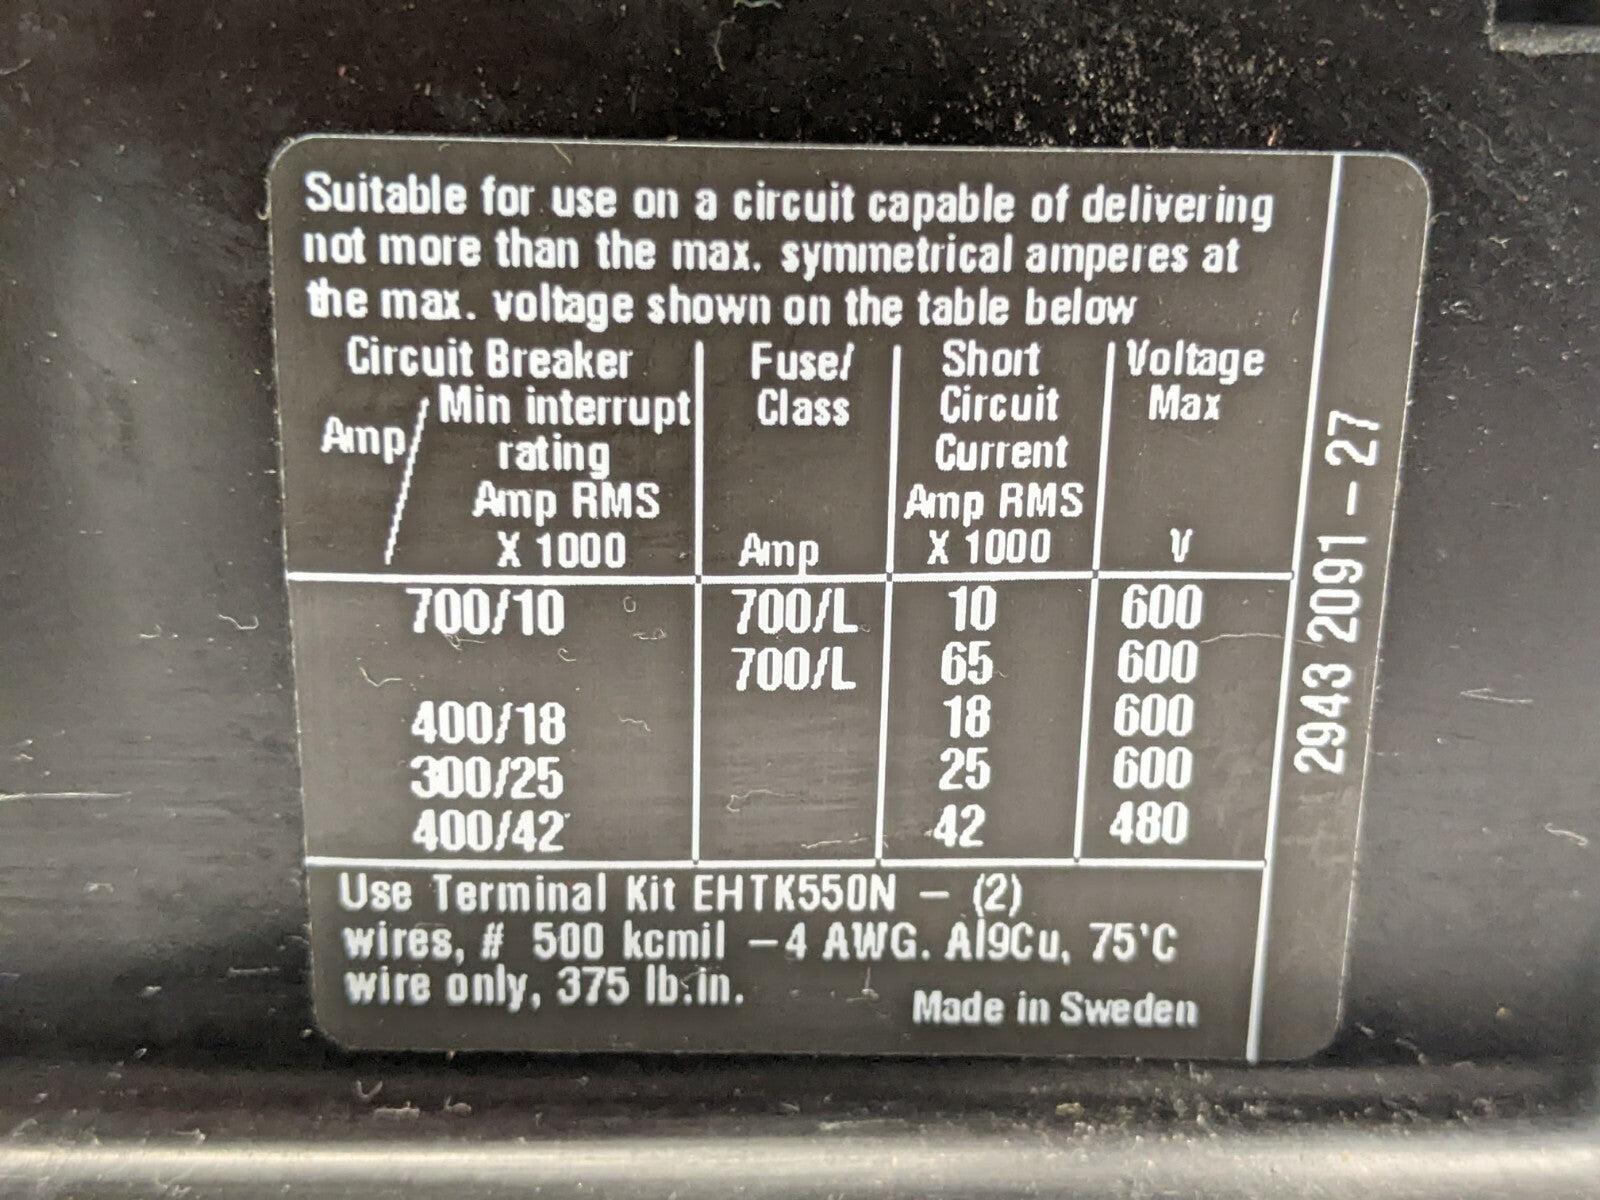 Suitable for use on a circuit capable of delivering
not more than the max. symmetrical amperes at
the max. voltage shown on the table below
Circuit Breaker Fuse/ Short Voltage
Amp/ Min interrupt Class Circuit Max
rating Current
Amp RMS Amp RMS
X 1000 Amp X 1000 V
700/10 700/L 10 600
700/L 65 600
400/18 18 600
300/25 25 600
400/42 42 480
Use Terminal Kit EHTK550N – (2)
wires, # 500 kcmil –4 AWG. Al9Cu, 75'C
wire only, 375 lb.in.
Made in Sweden
2943 2091 – 27